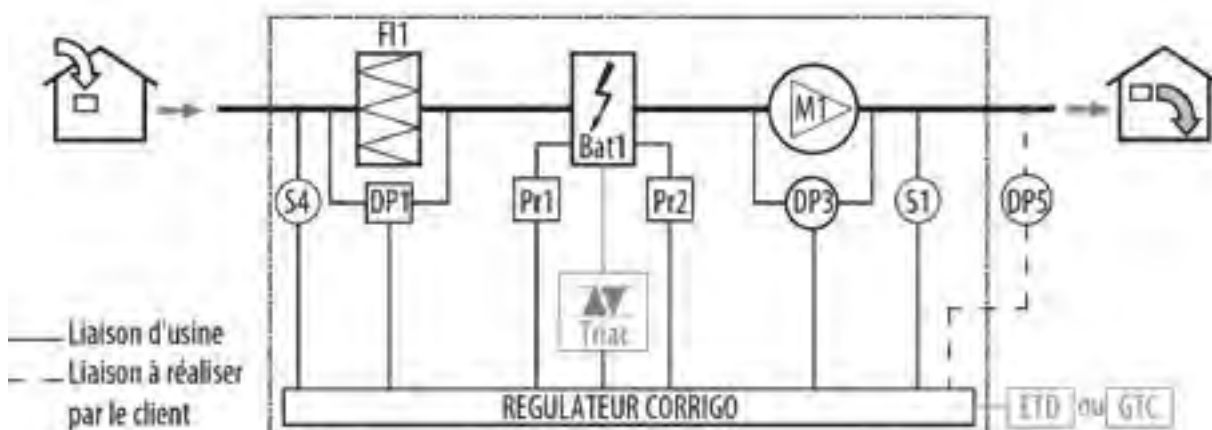 FI1
M1
Bat1
S4
DP1
Pr1
Pr2
DP3
S1
DP5
Triac
Liaison d'usine
Liaison à réaliser
par le client
REGULATEUR CORRIGO
ETD ou GTC